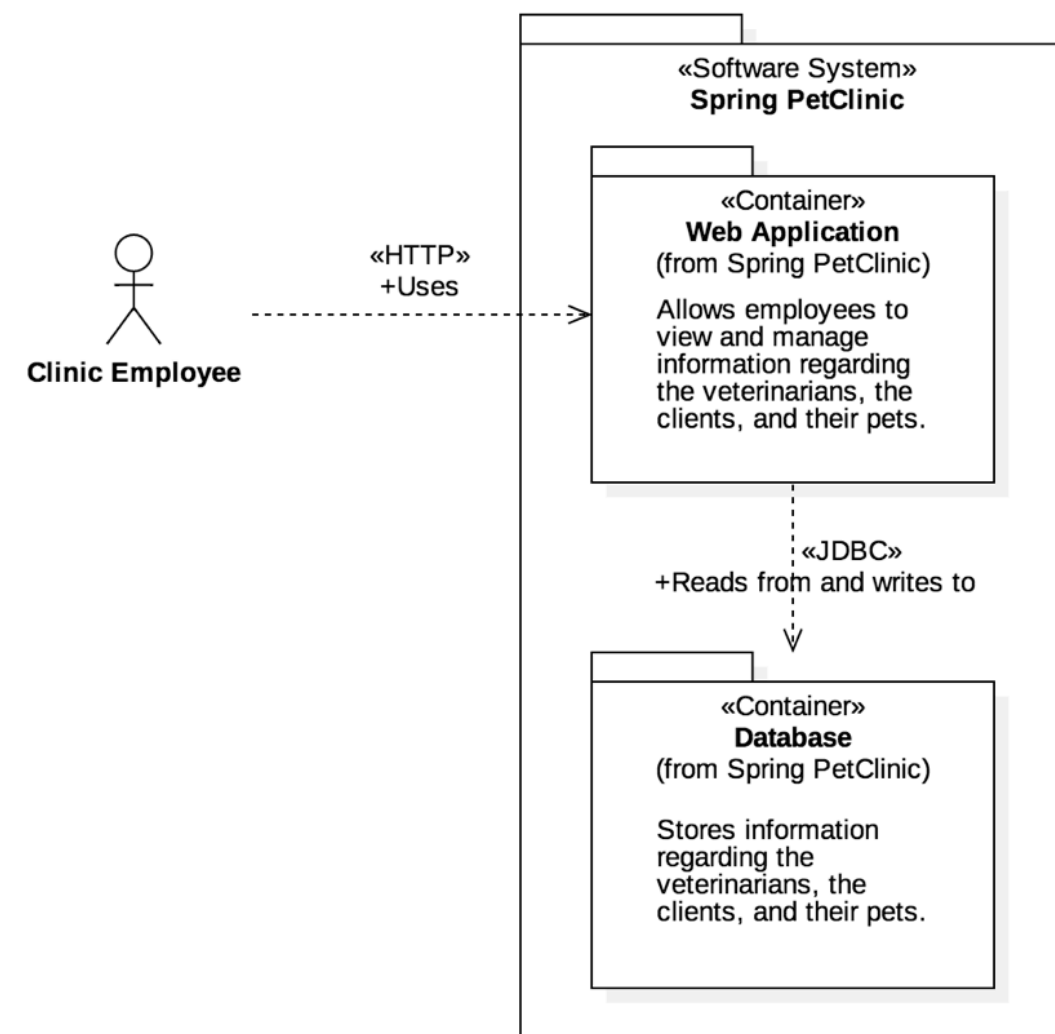 «Software System»
Spring PetClinic
«Container»
Web Application
(from Spring PetClinic)
Allows employees to
view and manage
information regarding
the veterinarians, the
clients, and their pets.
«HTTP»
+Uses
Clinic Employee
«JDBC»
+Reads from and writes to
«Container»
Database
(from Spring PetClinic)
Stores information
regarding the
veterinarians, the
clients, and their pets.